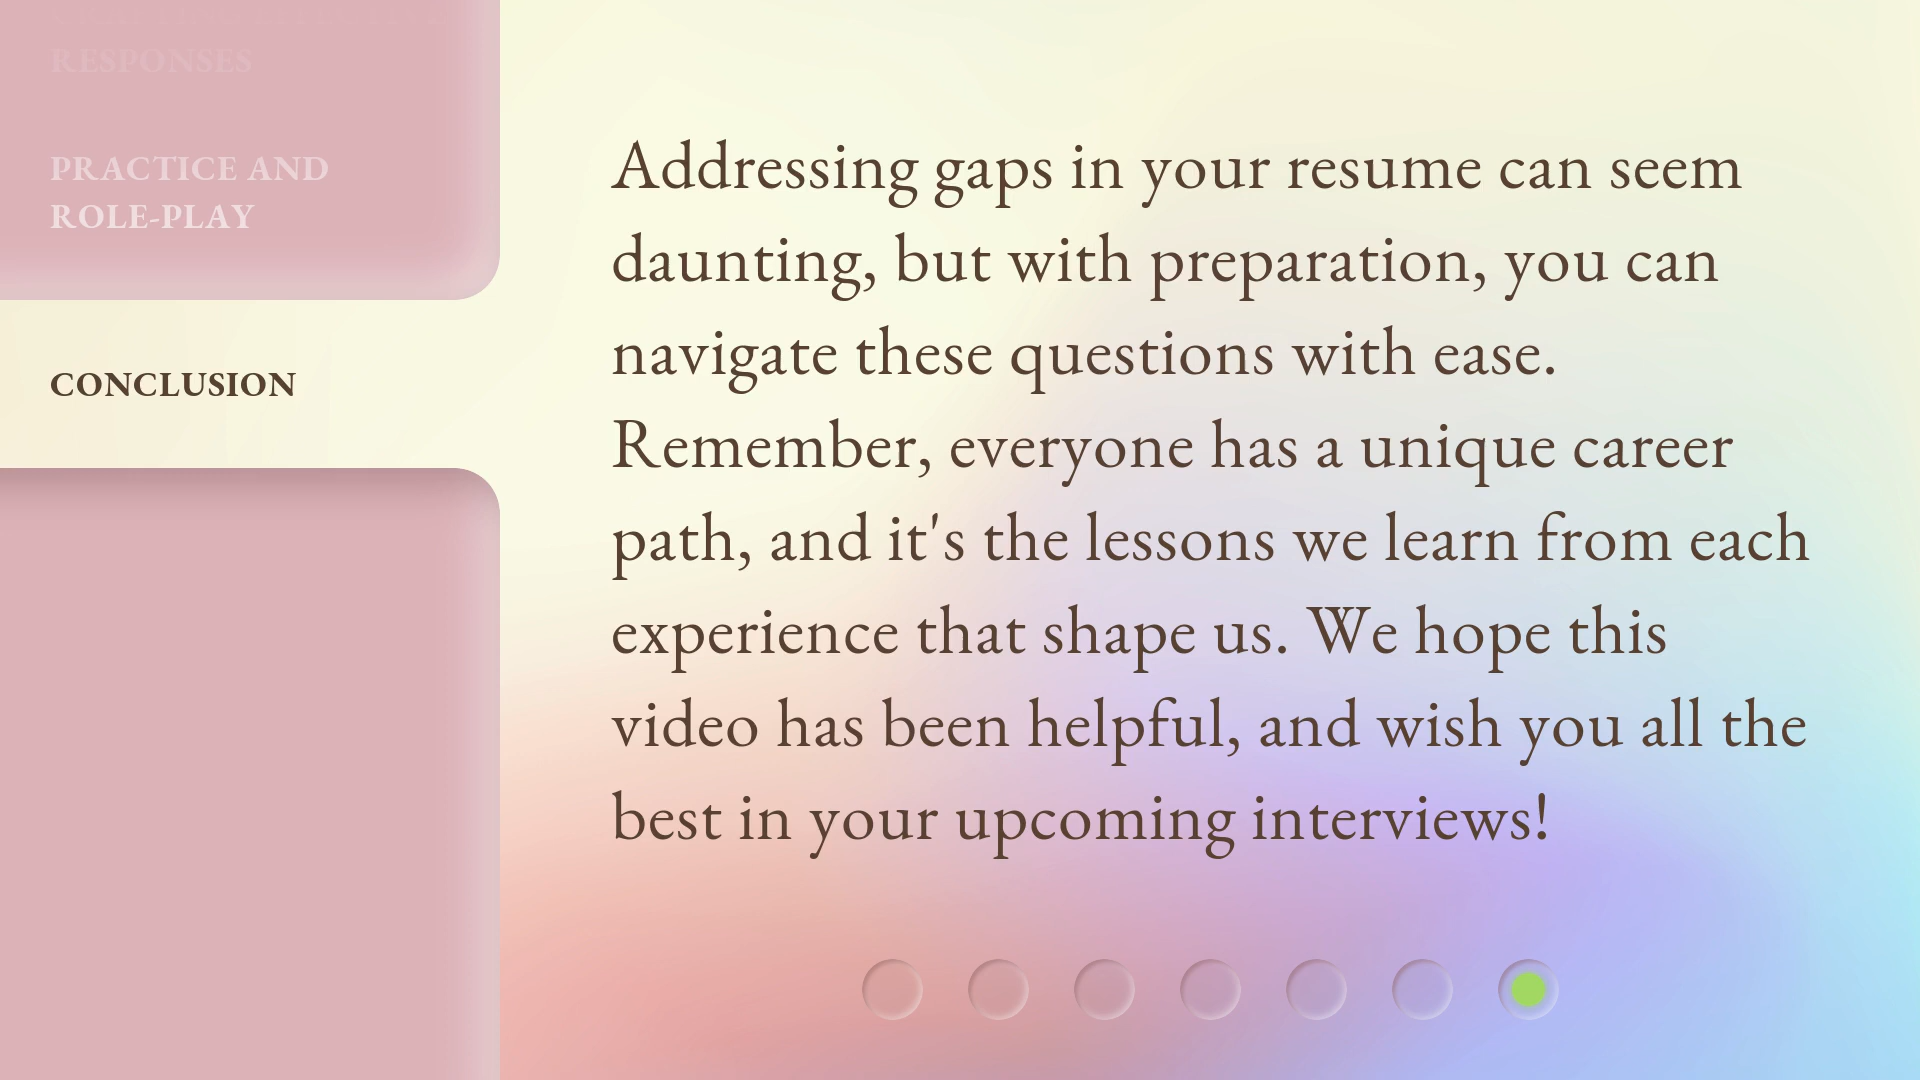 RESPONSES
PRACTICE AND
ROLE-PLAY
CONCLUSION
Addressing gaps in your resume can seem
daunting, but with preparation, you can
navigate these questions with ease.
Remember, everyone has a unique career
path, and it's the lessons we learn from each
experience that shape us. We hope this
video has been helpful, and wish you all the
best in your upcoming interviews!